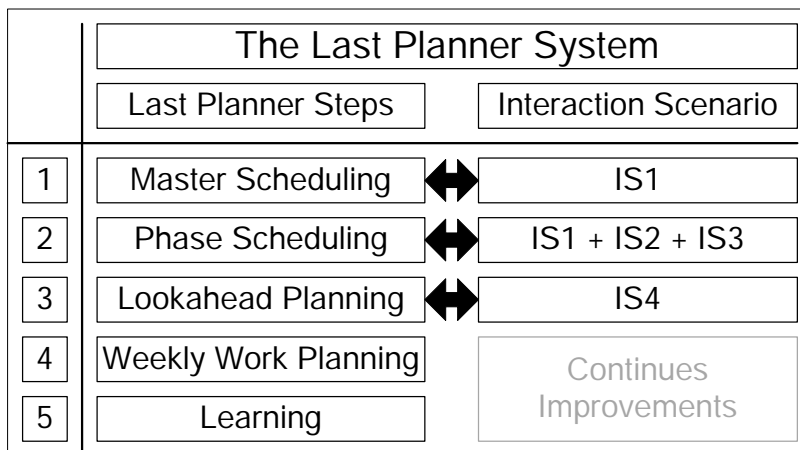 The Last Planner System
Last Planner Steps
Interaction Scenario
1
Master Scheduling
IS1
2
Phase Scheduling
IS1 + IS2 + IS3
3
Lookahead Planning
IS4
4
Weekly Work Planning
Continues
Improvements
5
Learning